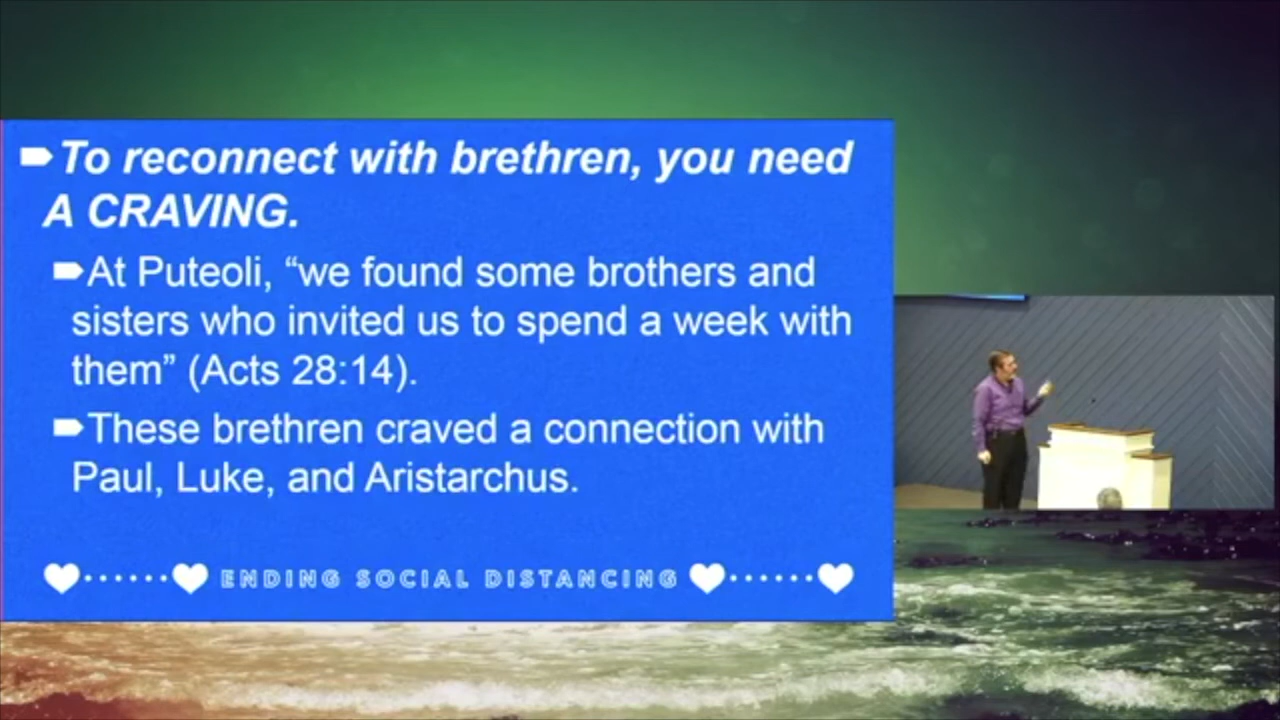 To reconnect with brethren, you need
A CRAVING.
At Puteoli, “we found some brothers and
sisters who invited us to spend a week with
them” (Acts 28:14).
These brethren craved a connection with
Paul, Luke, and Aristarchus.
ENDING SOCIAL DISTANCING